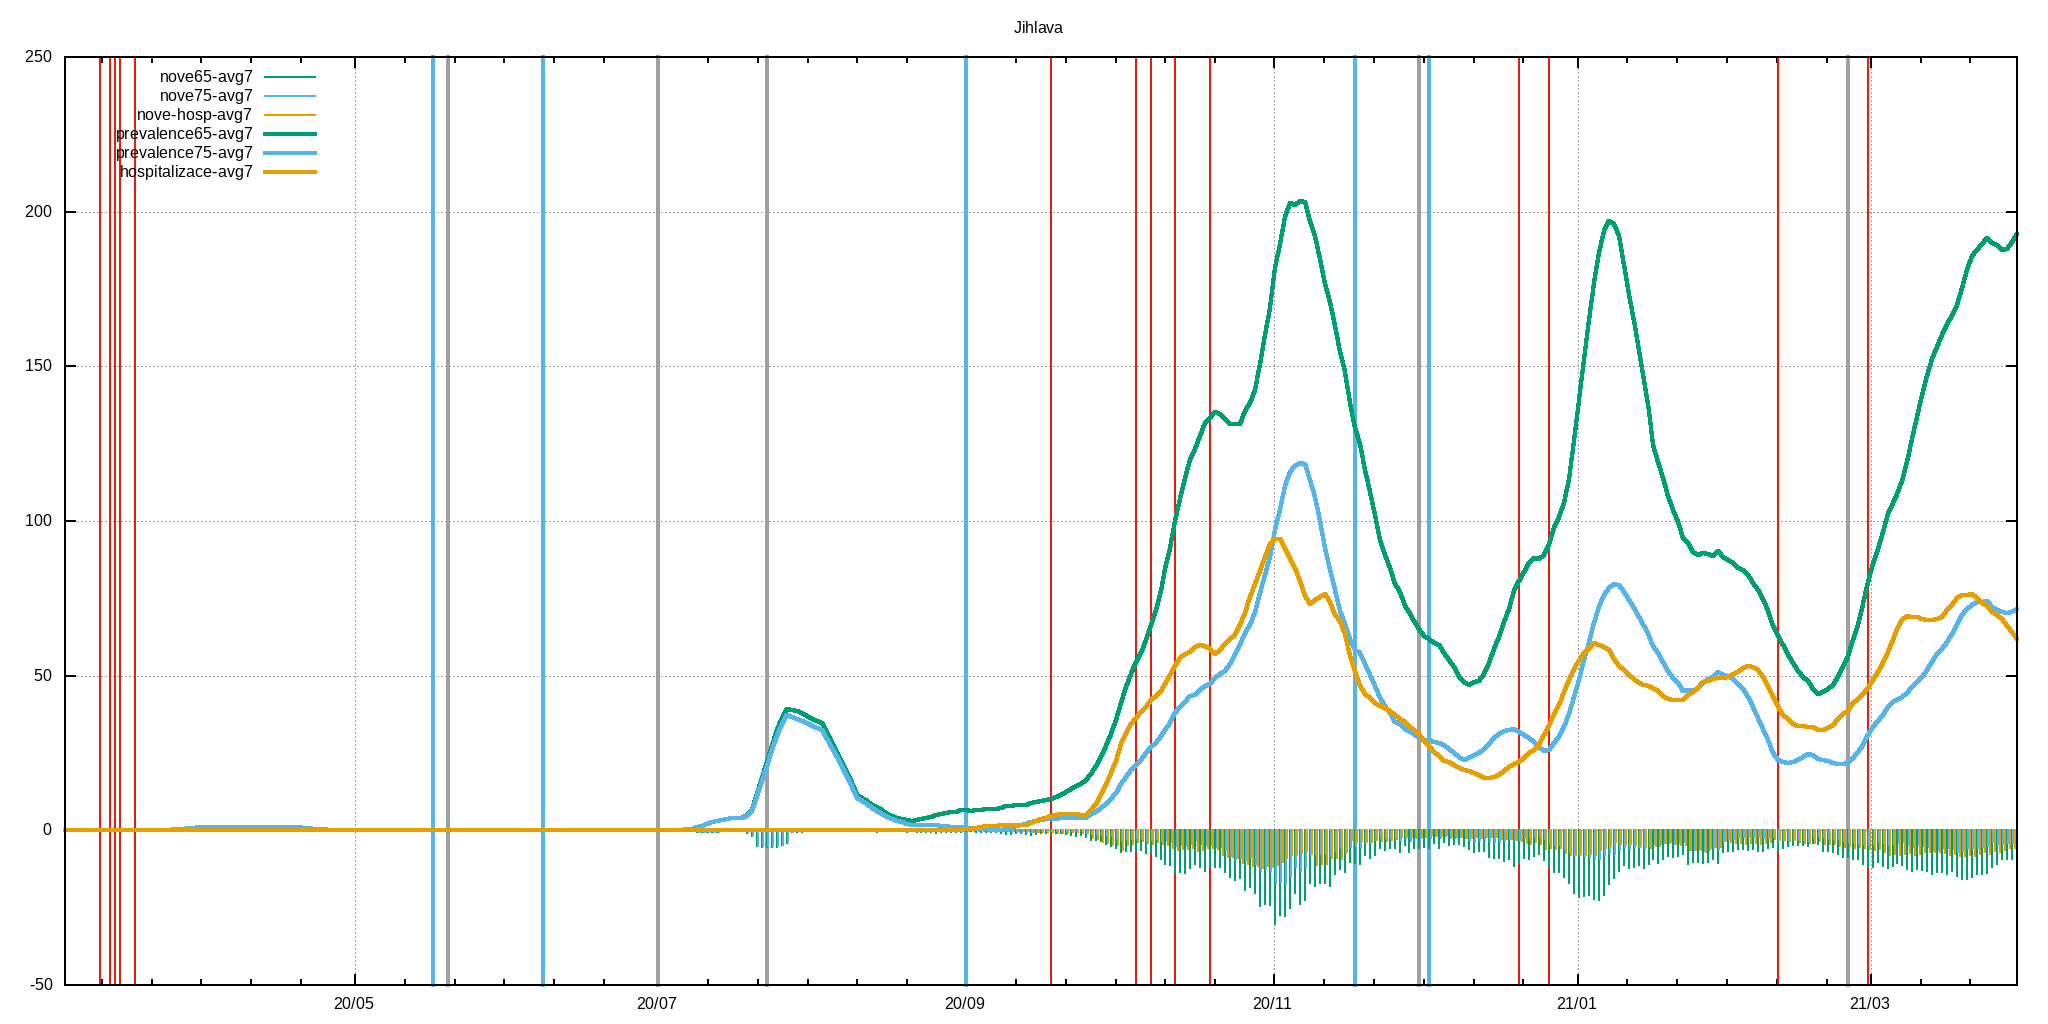 Jihlava
250
nove65-avg7
nove75-avg7
nove-hosp-avg7
prevalence65-avg7
prevalence75-avg7
hospitalizace-avg7
200
150
100
50
0
-50
20/05 20/07 20/09 20/11 21/01 21/03